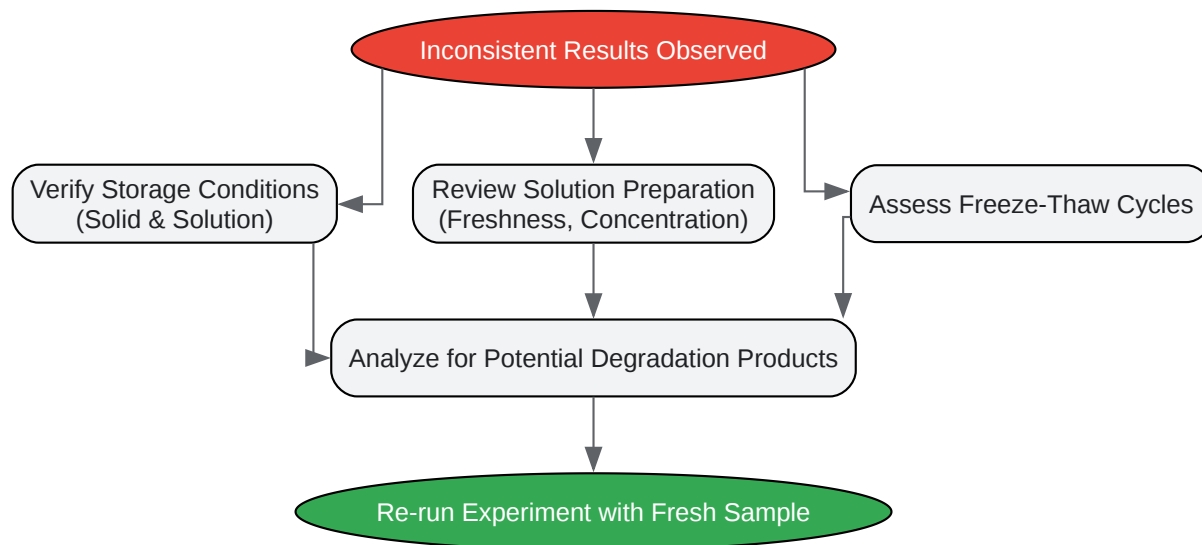 Inconsistent Results Observed
Verify Storage Conditions
(Solid & Solution)
Review Solution Preparation
(Freshness, Concentration)
Assess Freeze-Thaw Cycles
Analyze for Potential Degradation Products
Re-run Experiment with Fresh Sample